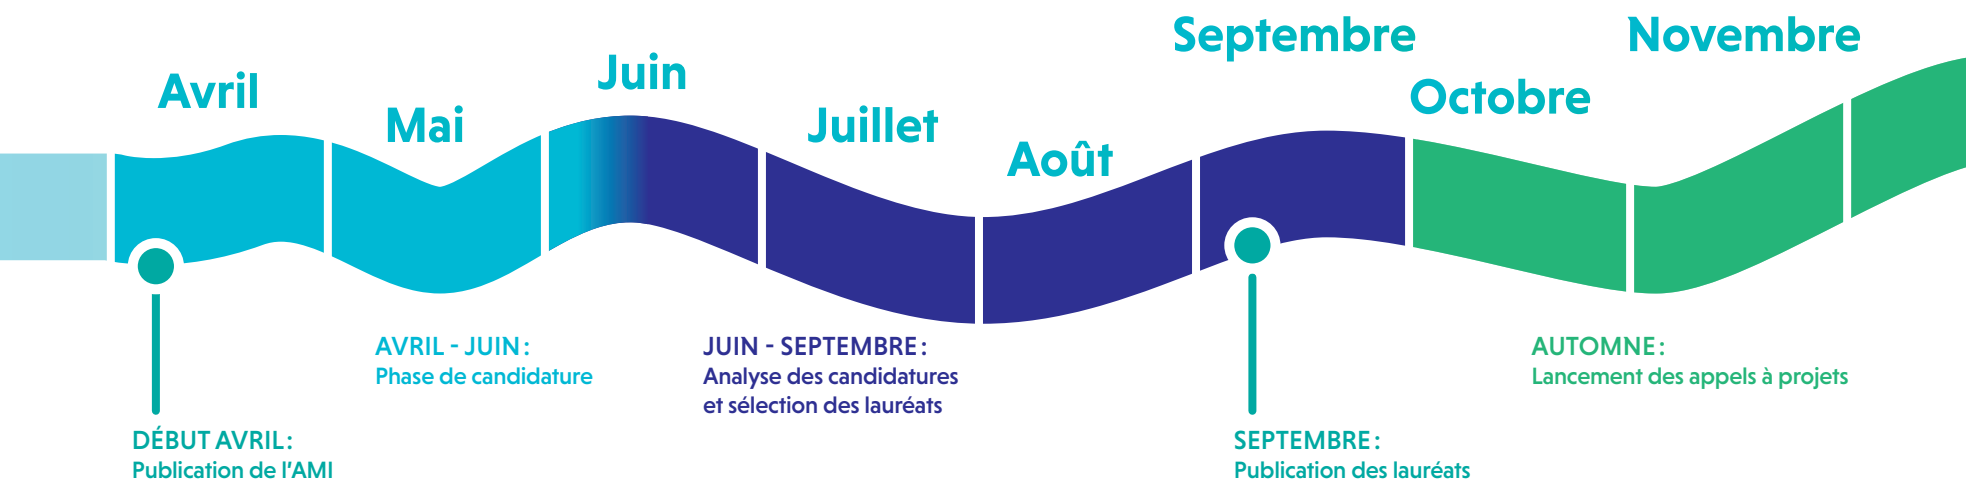 Avril
Mai
Juin
Juillet
Août
Septembre
Octobre
Novembre
DÉBUT AVRIL :
Publication de l’AMI
AVRIL - JUIN :
Phase de candidature
JUIN - SEPTEMBRE :
Analyse des candidatures
et sélection des lauréats
SEPTEMBRE :
Publication des lauréats
AUTOMNE :
Lancement des appels à projets